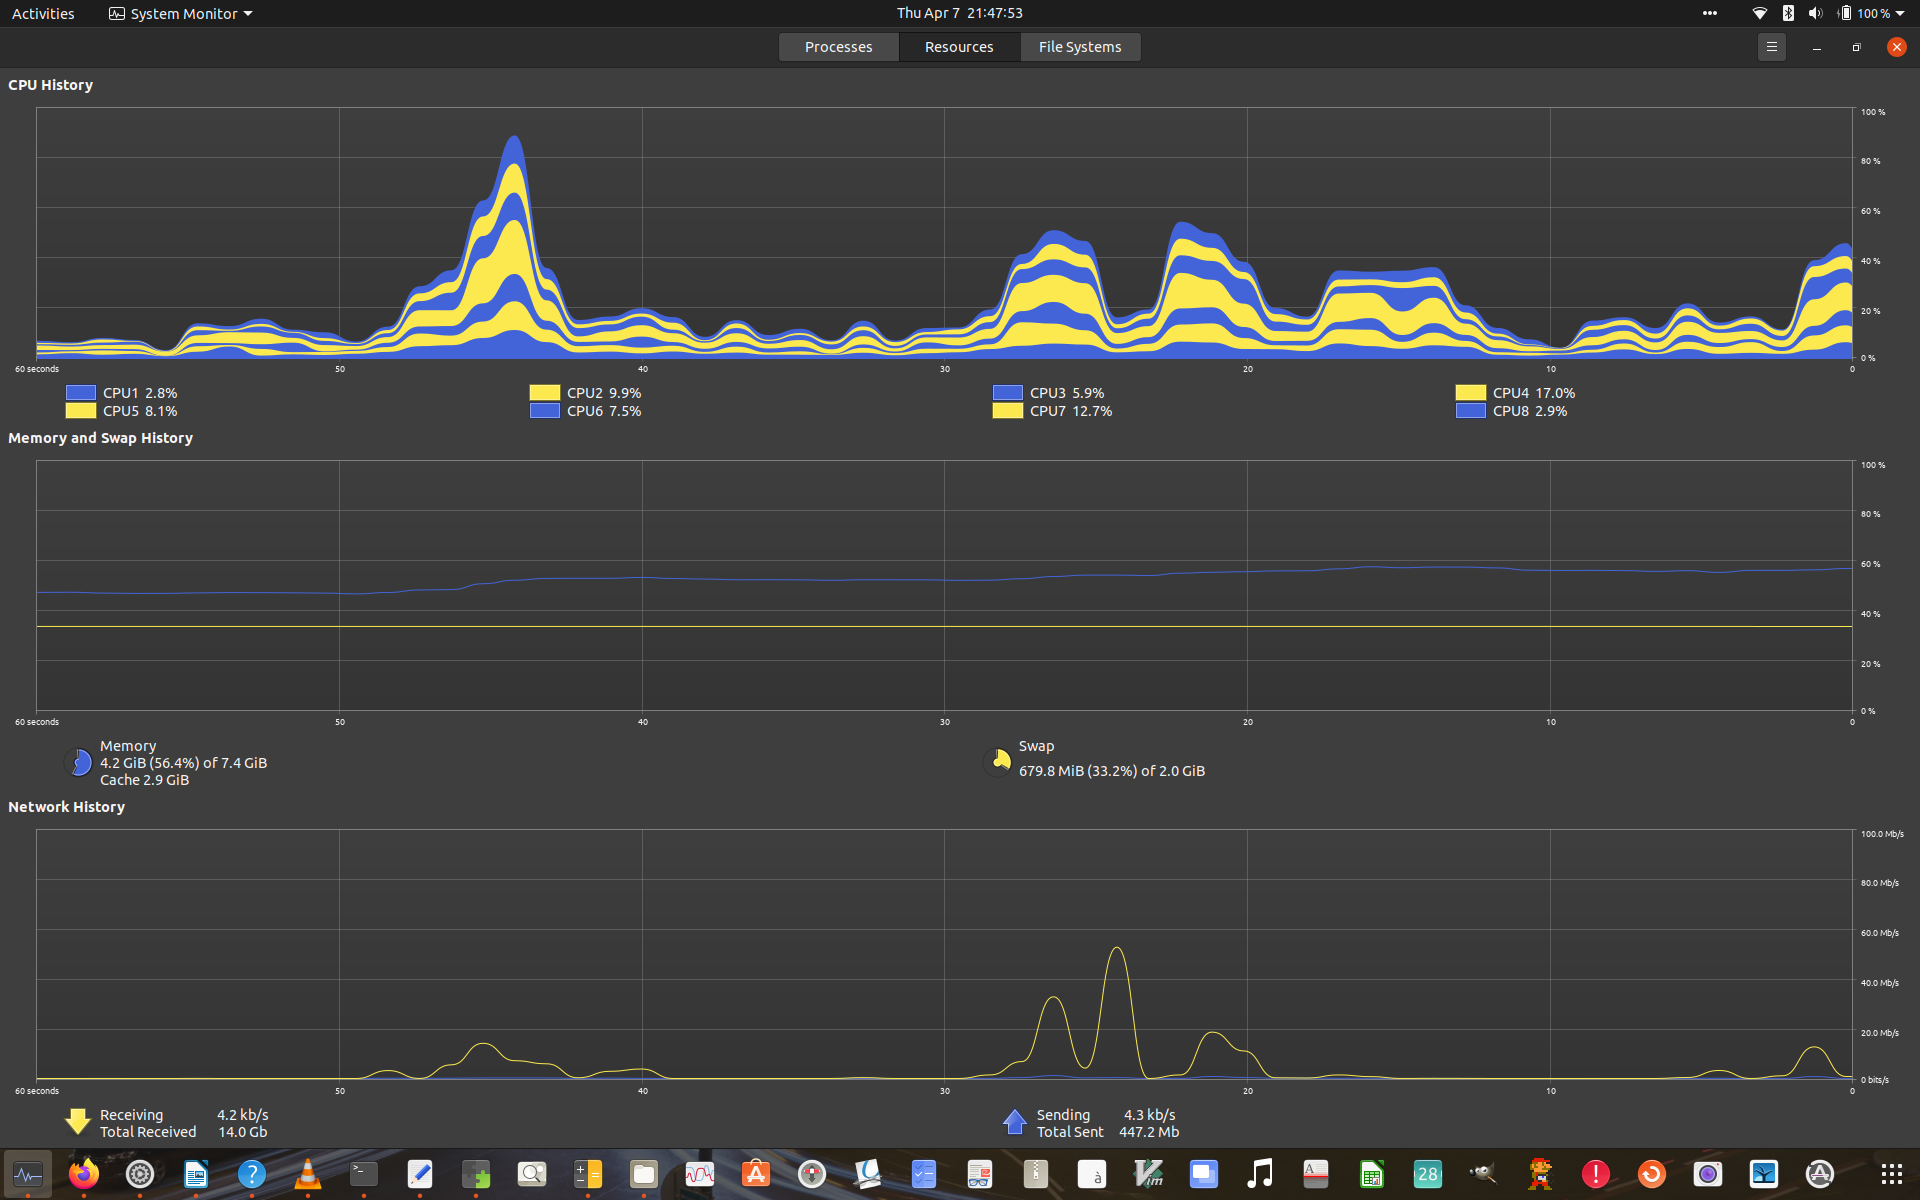 Activities System Monitor Thu Apr 7 21:47:53 100 %
Processes Resources File Systems
CPU History
100 %
80 %
60 %
40 %
20 %
0 %
60 seconds 50 40 30 20 10 0
CPU1 2.8% CPU2 9.9% CPU3 5.9% CPU4 17.0%
CPU5 8.1% CPU6 7.5% CPU7 12.7% CPU8 2.9%
Memory and Swap History
100 %
80 %
60 %
40 %
20 %
0 %
60 seconds 50 40 30 20 10 0
Memory
4.2 GiB (56.4%) of 7.4 GiB
Cache 2.9 GiB
Swap
679.8 MiB (33.2%) of 2.0 GiB
Network History
100.0 Mb/s
80.0 Mb/s
60.0 Mb/s
40.0 Mb/s
20.0 Mb/s
0 bits/s
60 seconds 50 40 30 20 10 0
Receiving 4.2 kb/s
Total Received 14.0 Gb
Sending 4.3 kb/s
Total Sent 447.2 Mb
? >_ A à Vim A 28 ! A